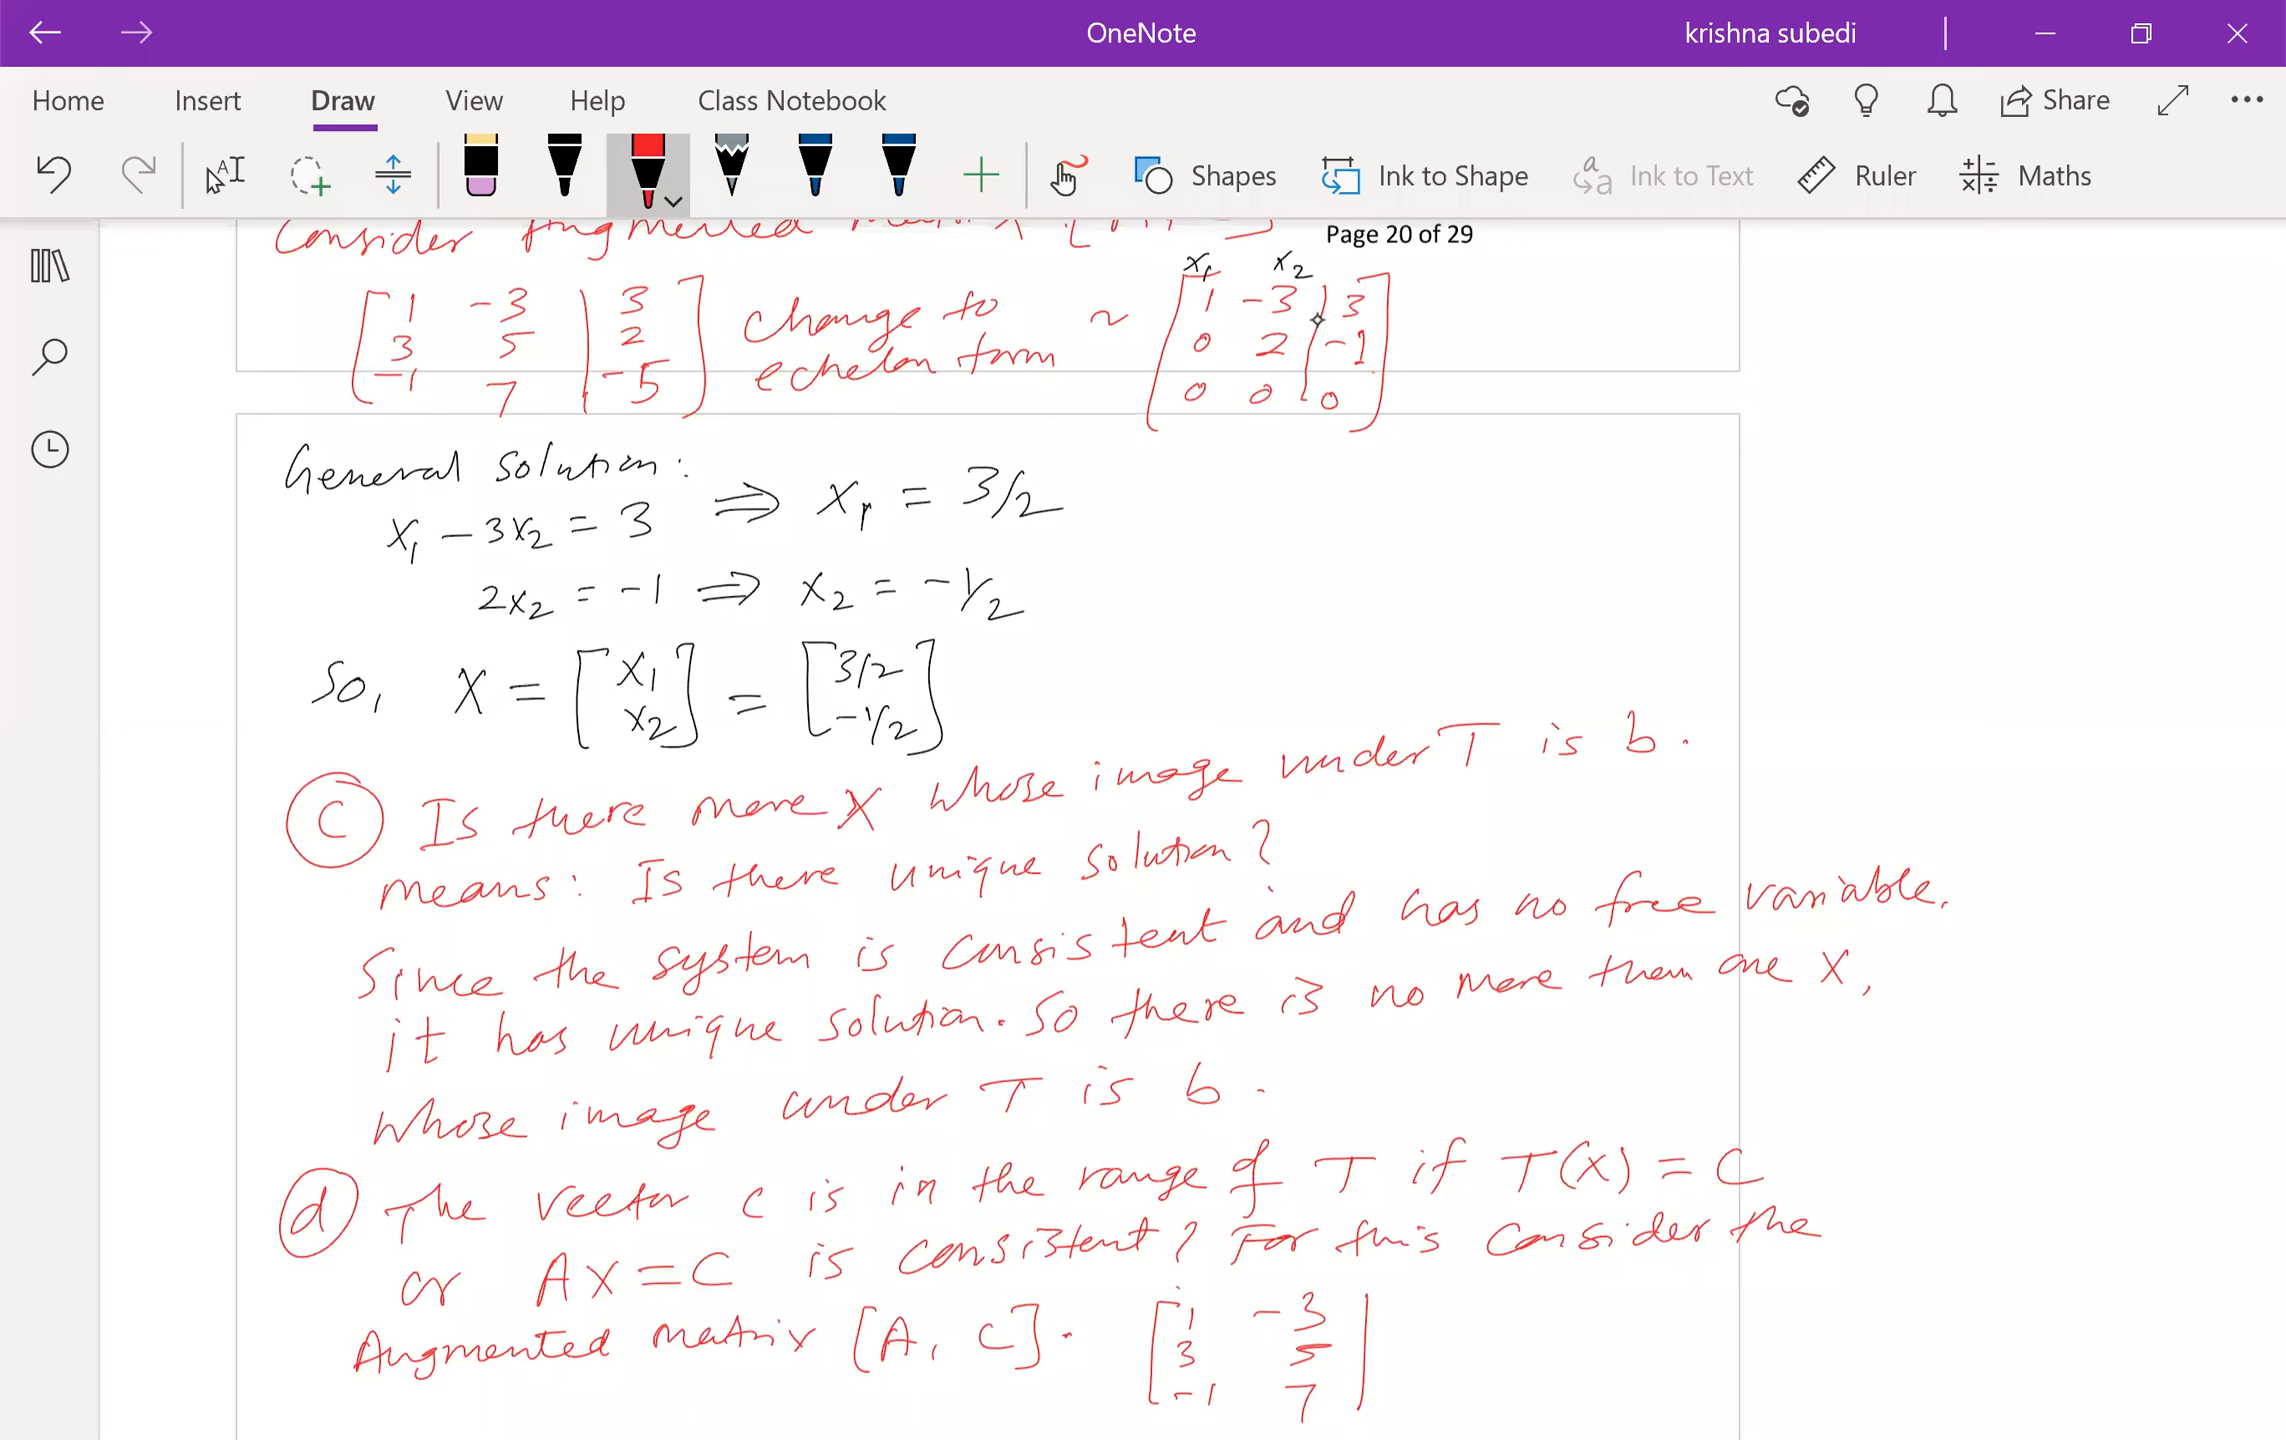 OneNote
krishna subedi
Home Insert Draw View Help Class Notebook Share
Shapes Ink to Shape Ink to Text Ruler Maths
Page 20 of 29
Consider Augmented
x₁ x₂
[1 -3 | 3] change to ~ [1 -3 | 3]
[3 5 | 2] echelon form [0 2 | -1]
[-1 7 | -5] [0 0 | 0]
General solution:
x₁ - 3x₂ = 3 ⇒ x₁ = 3/2
2x₂ = -1 ⇒ x₂ = -1/2
So, X = [x₁ x₂] = [3/2 -1/2]
(c) Is there more X whose image under T is b.
means: Is there unique solution?
Since the system is consistent and has no free variable.
it has unique solution. So there is no more than one X,
whose image under T is b.
(d) The vector c is in the range of T if T(X) = C
or AX = C is consistent? For this consider the
Augmented matrix [A, C]. [1 -3
3 5
-1 7 |